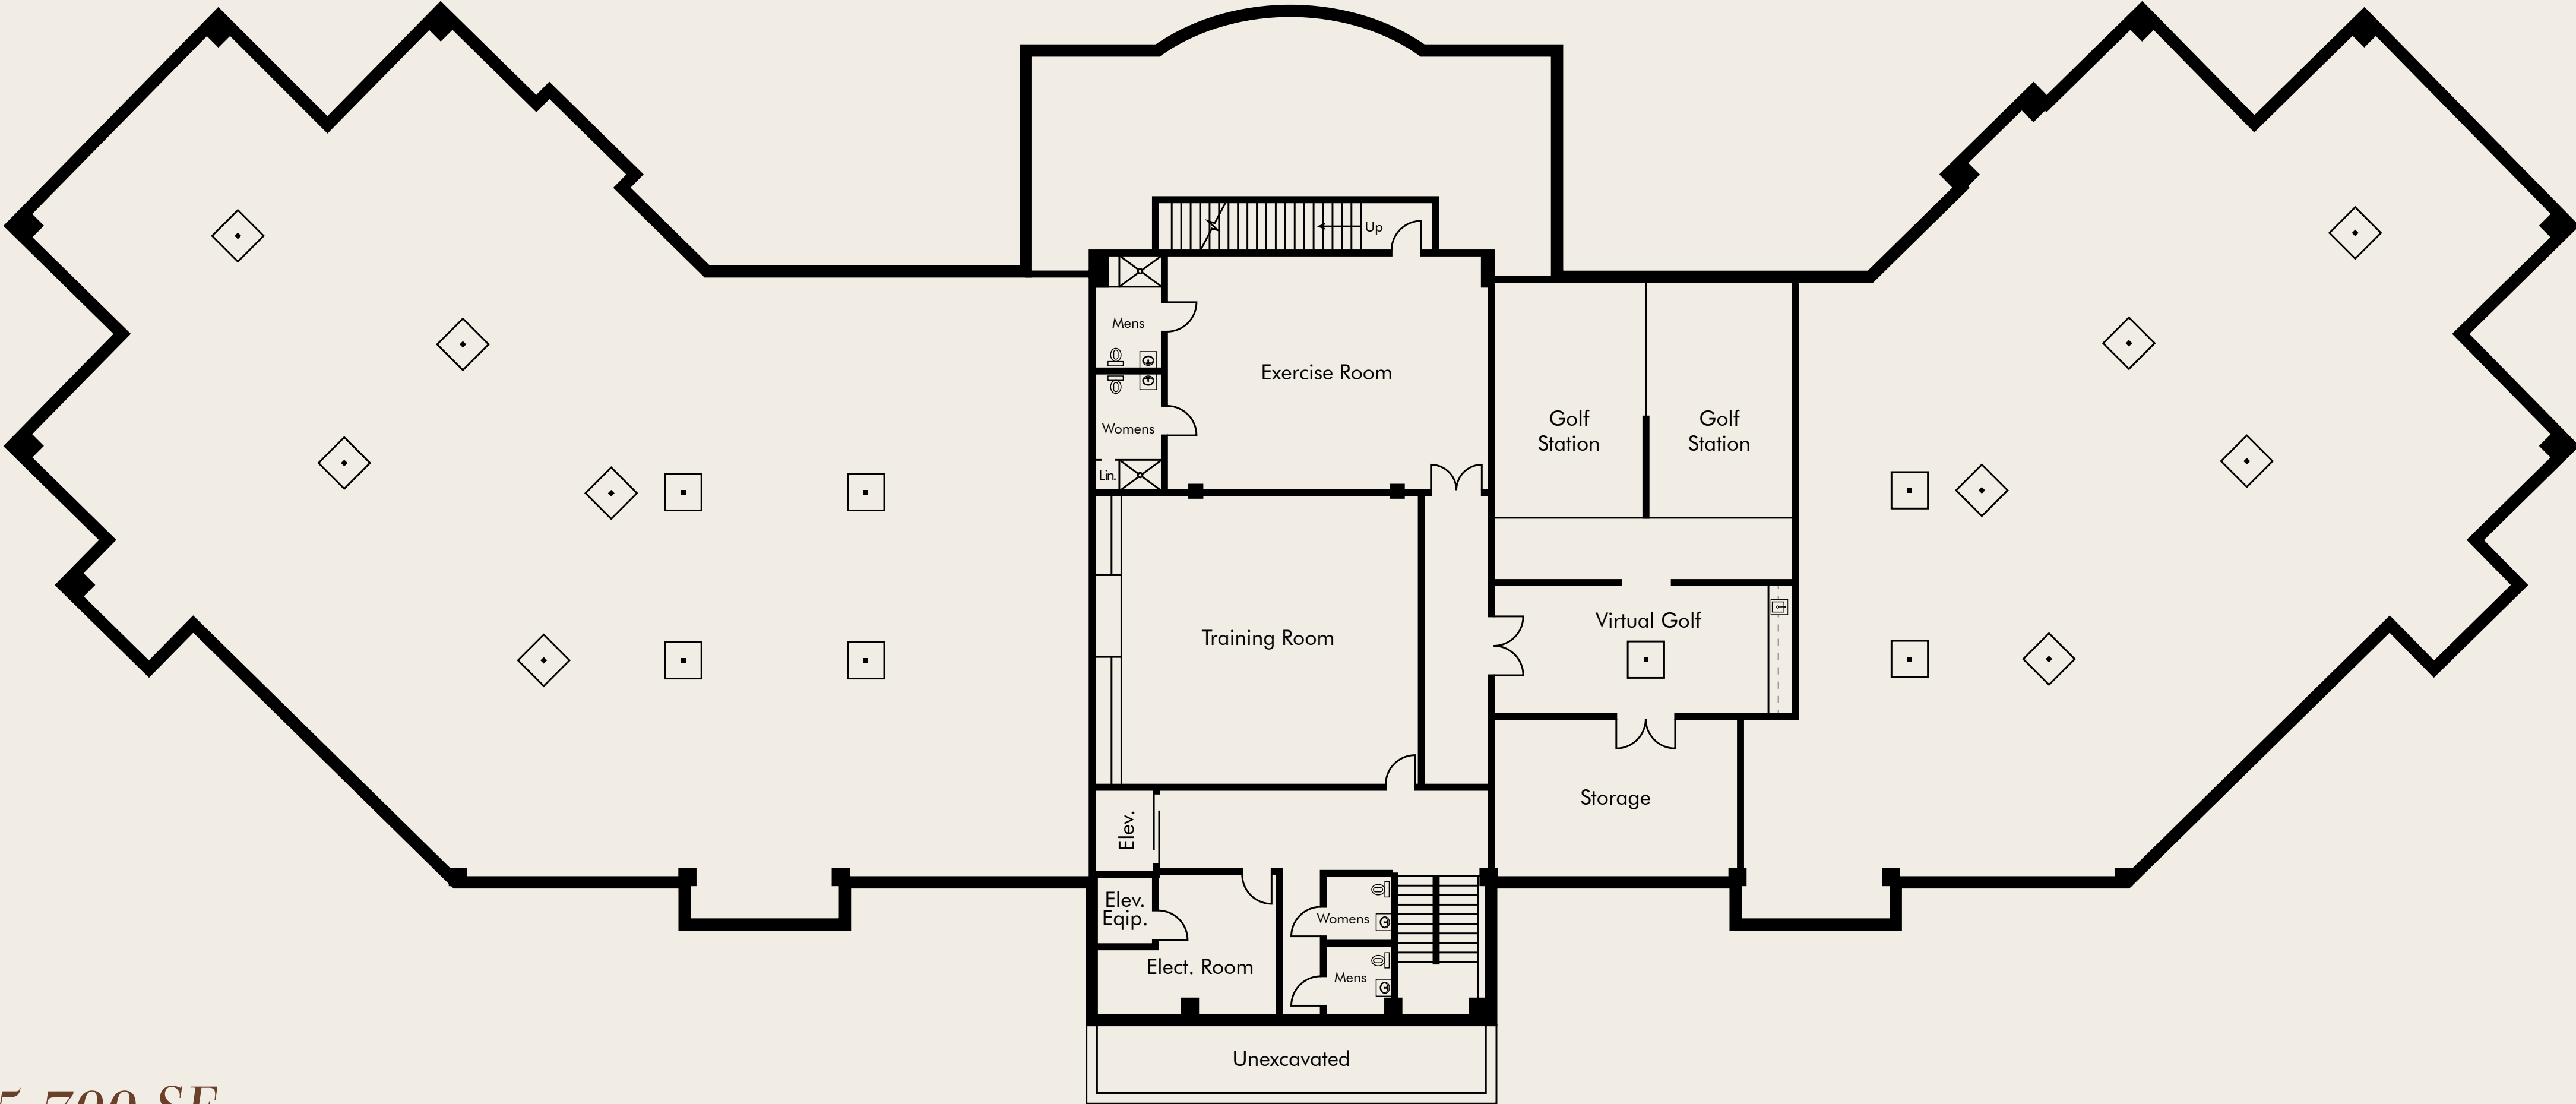 Up
Mens
Exercise Room
Womens
Lin.
Golf
Station
Golf
Station
Training Room
Virtual Golf
Storage
Elev.
Elev.
Eqip.
Womens
Elect. Room
Mens
Unexcavated
SF